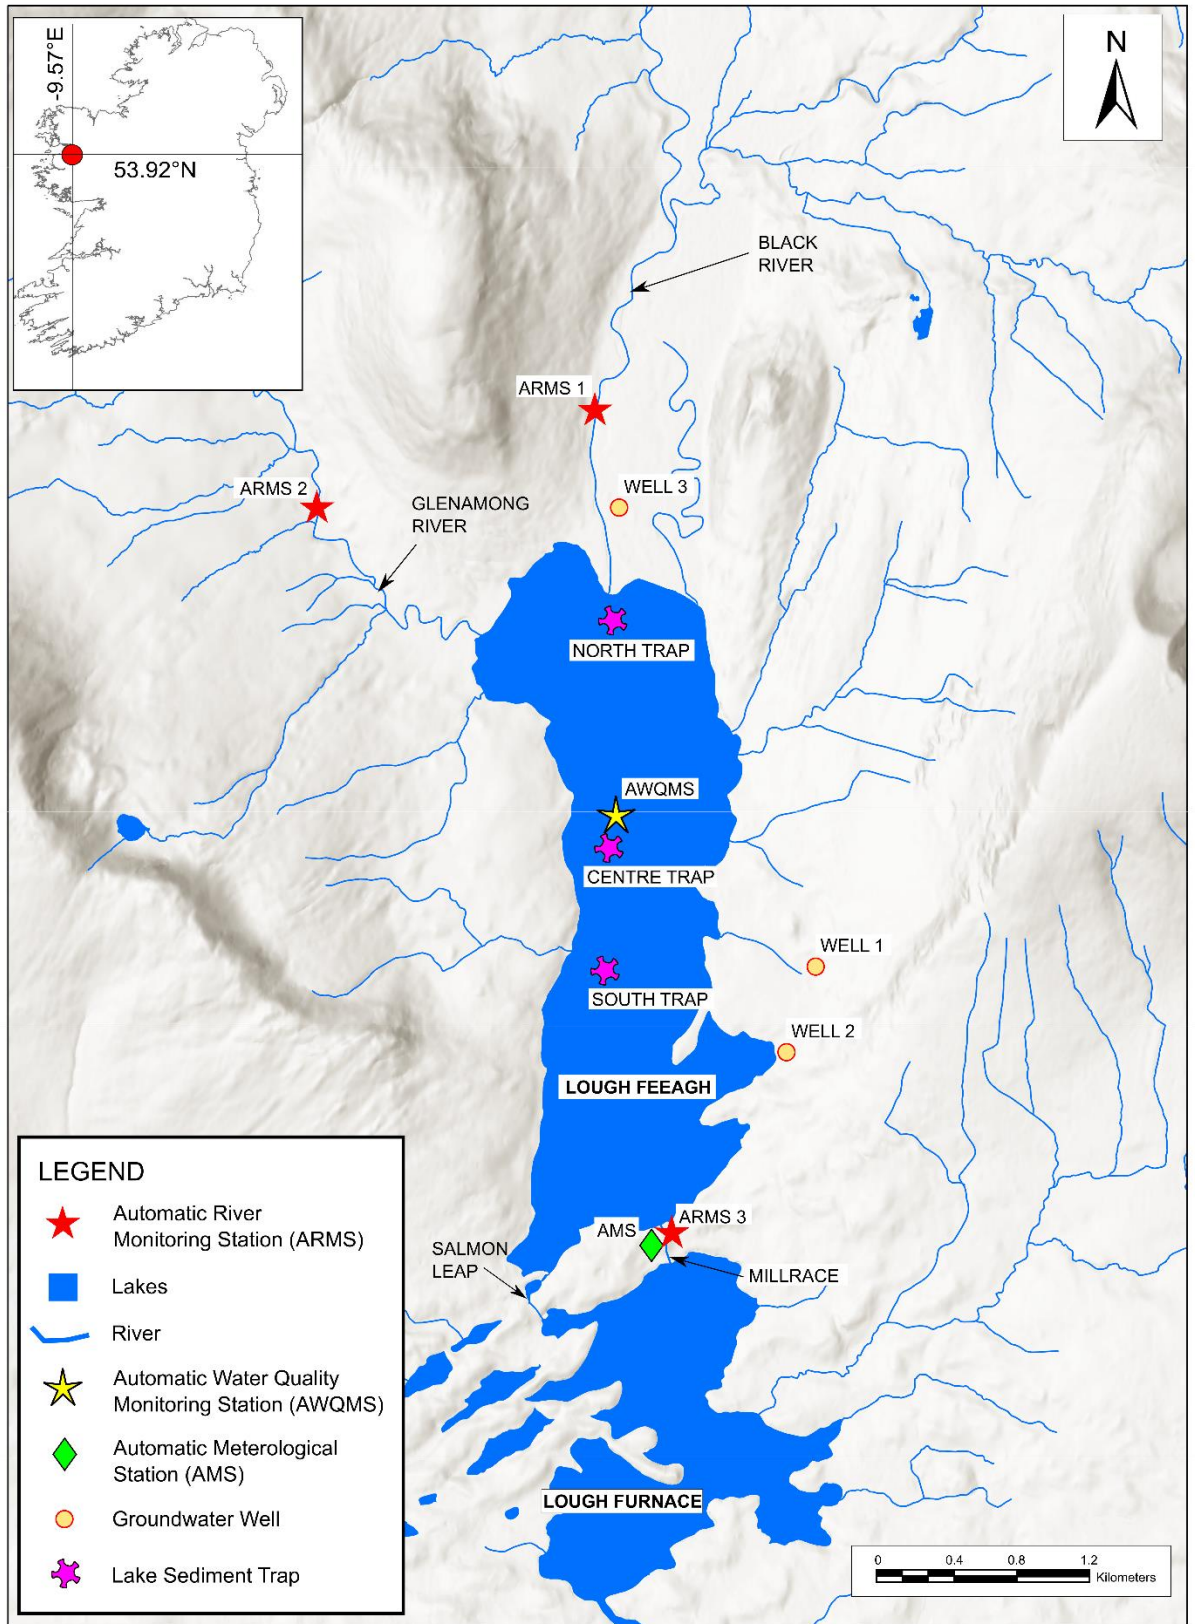 -9.57°E
53.92°N
N
BLACK
RIVER
ARMS 1
ARMS 2
WELL 3
GLENAMONG
RIVER
NORTH TRAP
AWQMS
CENTRE TRAP
WELL 1
SOUTH TRAP
WELL 2
LOUGH FEEAGH
ARMS 3
AMS
SALMON
LEAP
MILLRACE
LOUGH FURNACE
LEGEND
Automatic River
Monitoring Station (ARMS)
Lakes
River
Automatic Water Quality
Monitoring Station (AWQMS)
Automatic Meterological
Station (AMS)
Groundwater Well
Lake Sediment Trap
0 0.4 0.8 1.2
Kilometers